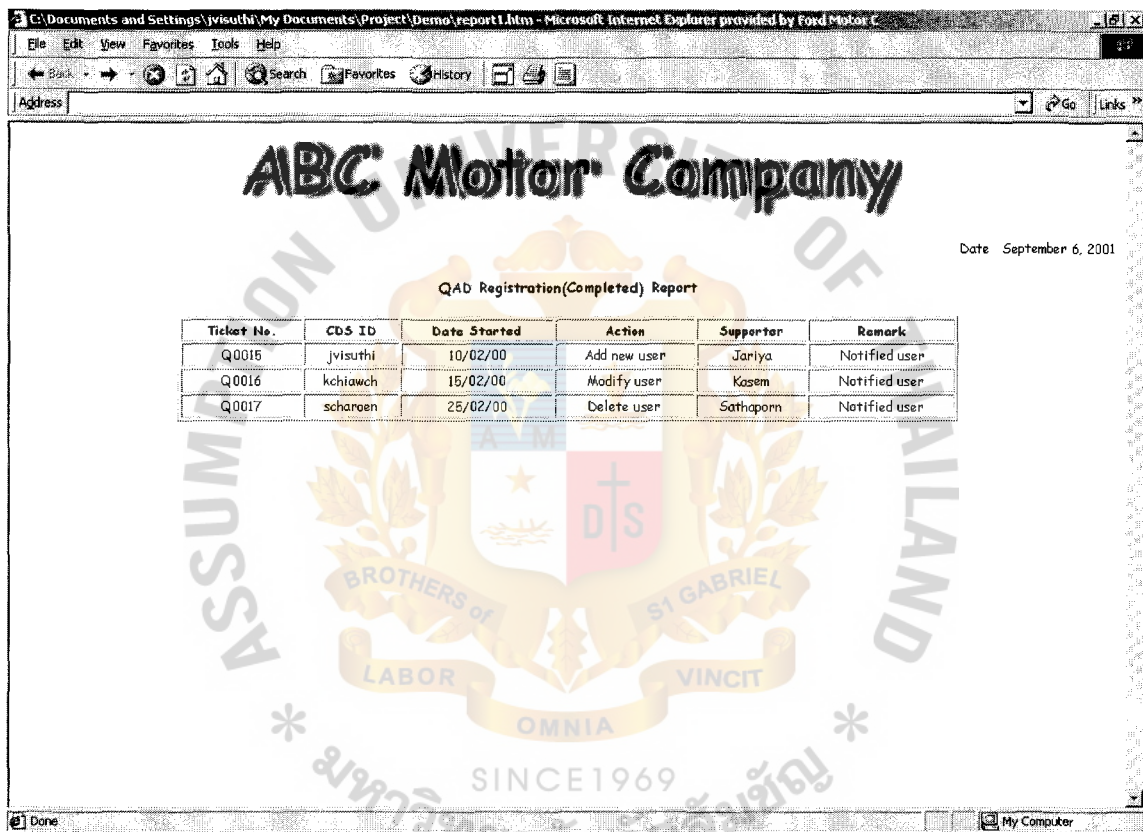 C:\Documents and Settings\jvisuthi\My Documents\Project\Demo\report1.htm - Microsoft Internet Explorer provided by Ford Motor C
File Edit View Favorites Tools Help
Back Search Favorites History
Address Go Links »
ABC Motor Company
Date September 6, 2001
QAD Registration(Completed) Report
Ticket No. CDS ID Date Started Action Supporter Remark
Q0015 jvisuthi 10/02/00 Add new user Jariya Notified user
Q0016 kchiawch 15/02/00 Modify user Kasem Notified user
Q0017 scharoen 25/02/00 Delete user Sathaporn Notified user
ASSUMPTION UNIVERSITY OF THAILAND
A M
D S
BROTHERS of ST GABRIEL
LABOR VINCIT
OMNIA
SINCE 1969
Done My Computer